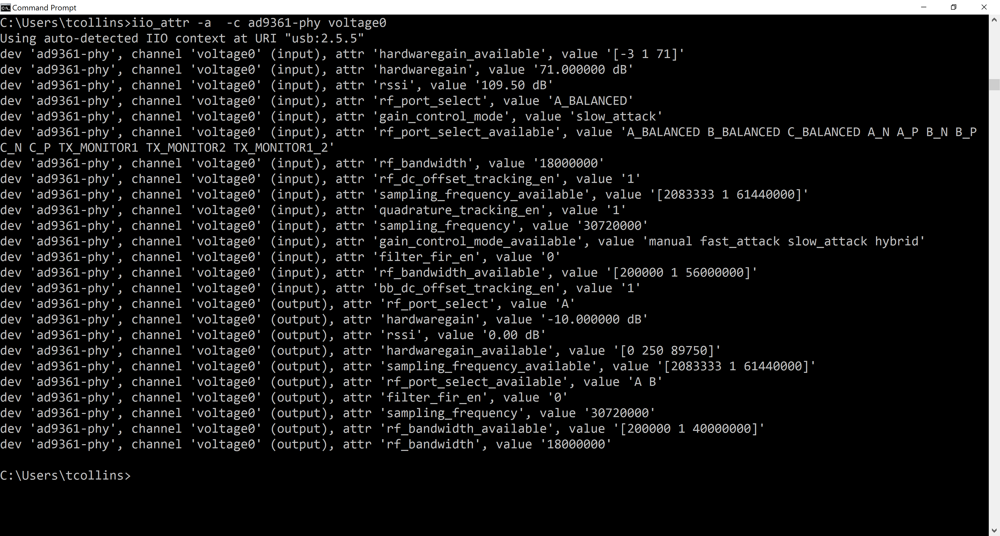 Command Prompt
C:\Users\tcollins>iio_attr -a  -c ad9361-phy voltage0
Using auto-detected IIO context at URI "usb:2.5.5"
dev 'ad9361-phy', channel 'voltage0' (input), attr 'hardwaregain_available', value '[-3 1 71]'
dev 'ad9361-phy', channel 'voltage0' (input), attr 'hardwaregain', value '71.000000 dB'
dev 'ad9361-phy', channel 'voltage0' (input), attr 'rssi', value '109.50 dB'
dev 'ad9361-phy', channel 'voltage0' (input), attr 'rf_port_select', value 'A_BALANCED'
dev 'ad9361-phy', channel 'voltage0' (input), attr 'gain_control_mode', value 'slow_attack'
dev 'ad9361-phy', channel 'voltage0' (input), attr 'rf_port_select_available', value 'A_BALANCED B_BALANCED C_BALANCED A_N A_P B_N B_P
C_N C_P TX_MONITOR1 TX_MONITOR2 TX_MONITOR1_2'
dev 'ad9361-phy', channel 'voltage0' (input), attr 'rf_bandwidth', value '18000000'
dev 'ad9361-phy', channel 'voltage0' (input), attr 'rf_dc_offset_tracking_en', value '1'
dev 'ad9361-phy', channel 'voltage0' (input), attr 'sampling_frequency_available', value '[2083333 1 61440000]'
dev 'ad9361-phy', channel 'voltage0' (input), attr 'quadrature_tracking_en', value '1'
dev 'ad9361-phy', channel 'voltage0' (input), attr 'sampling_frequency', value '30720000'
dev 'ad9361-phy', channel 'voltage0' (input), attr 'gain_control_mode_available', value 'manual fast_attack slow_attack hybrid'
dev 'ad9361-phy', channel 'voltage0' (input), attr 'filter_fir_en', value '0'
dev 'ad9361-phy', channel 'voltage0' (input), attr 'rf_bandwidth_available', value '[200000 1 56000000]'
dev 'ad9361-phy', channel 'voltage0' (input), attr 'bb_dc_offset_tracking_en', value '1'
dev 'ad9361-phy', channel 'voltage0' (output), attr 'rf_port_select', value 'A'
dev 'ad9361-phy', channel 'voltage0' (output), attr 'hardwaregain', value '-10.000000 dB'
dev 'ad9361-phy', channel 'voltage0' (output), attr 'rssi', value '0.00 dB'
dev 'ad9361-phy', channel 'voltage0' (output), attr 'hardwaregain_available', value '[0 250 89750]'
dev 'ad9361-phy', channel 'voltage0' (output), attr 'sampling_frequency_available', value '[2083333 1 61440000]'
dev 'ad9361-phy', channel 'voltage0' (output), attr 'rf_port_select_available', value 'A B'
dev 'ad9361-phy', channel 'voltage0' (output), attr 'filter_fir_en', value '0'
dev 'ad9361-phy', channel 'voltage0' (output), attr 'sampling_frequency', value '30720000'
dev 'ad9361-phy', channel 'voltage0' (output), attr 'rf_bandwidth_available', value '[200000 1 40000000]'
dev 'ad9361-phy', channel 'voltage0' (output), attr 'rf_bandwidth', value '18000000'
C:\Users\tcollins>